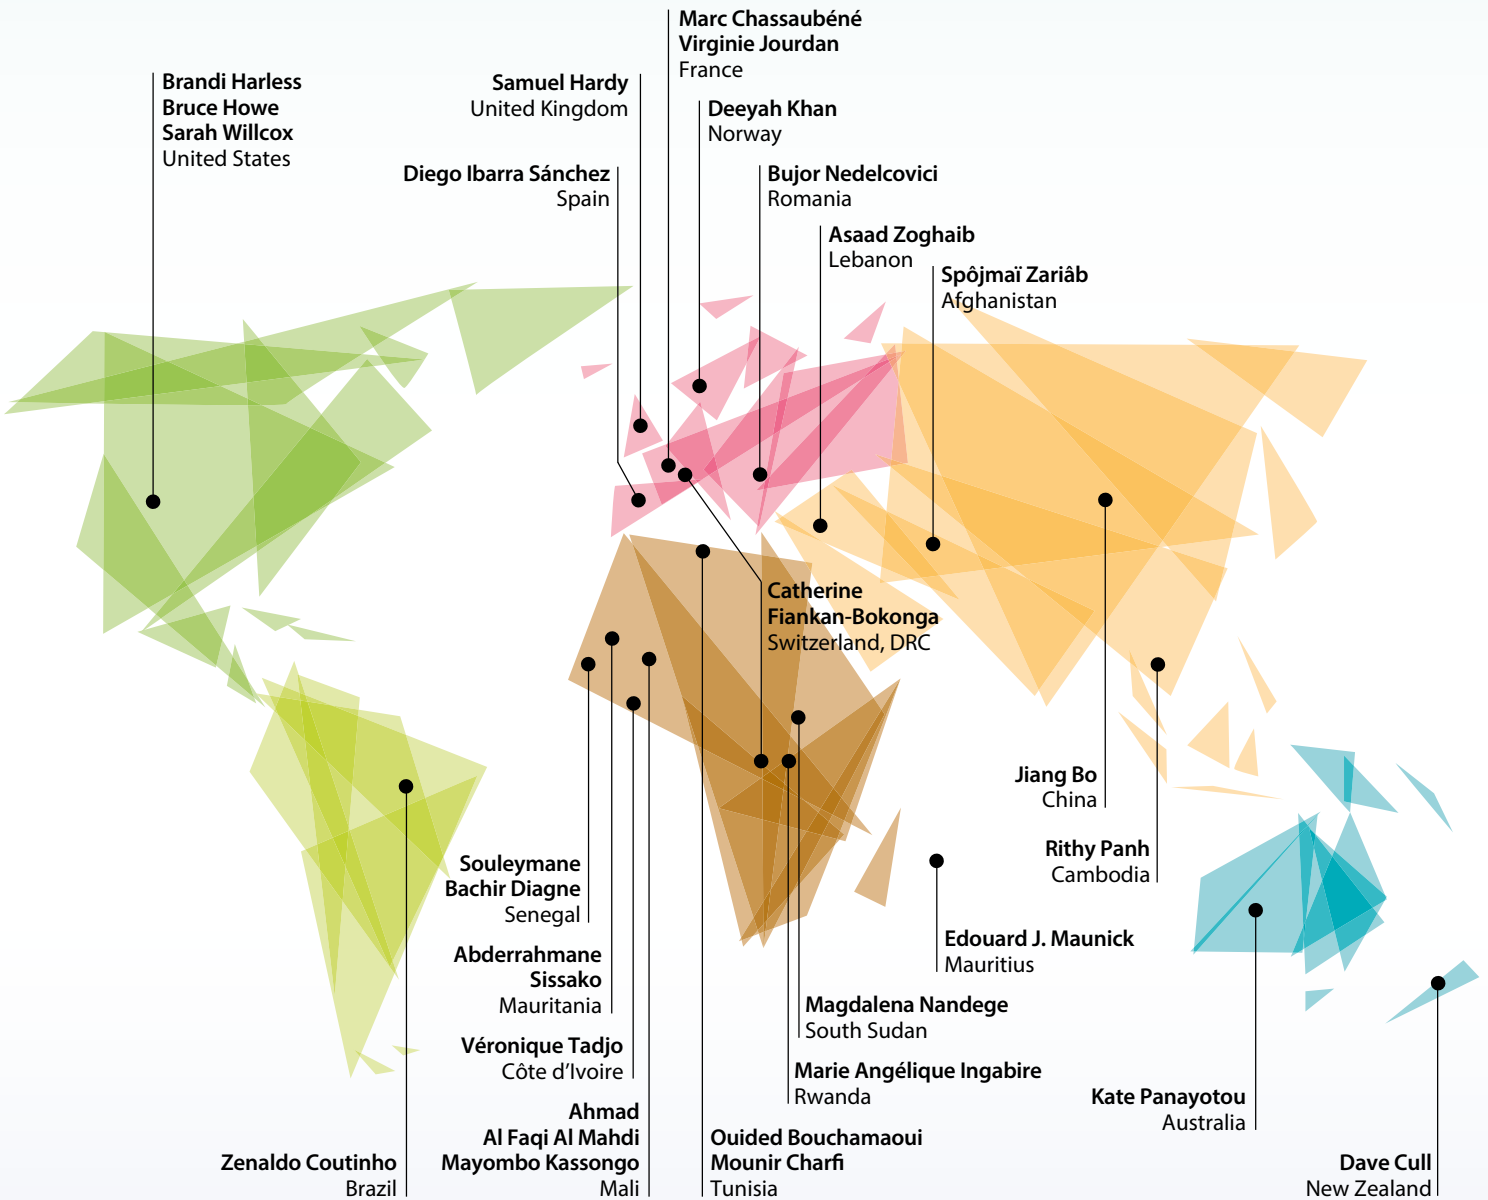 Marc Chassaubéné
Virginie Jourdan
France
Brandi Harless
Bruce Howe
Sarah Willcox
United States
Samuel Hardy
United Kingdom
Deeyah Khan
Norway
Diego Ibarra Sánchez
Spain
Bujor Nedelcovici
Romania
Asaad Zoghaib
Lebanon
Spôjmaï Zariâb
Afghanistan
Catherine
Fiankan-Bokonga
Switzerland, DRC
Jiang Bo
China
Rithy Panh
Cambodia
Souleymane
Bachir Diagne
Senegal
Abderrahmane
Sissako
Mauritania
Edouard J. Maunick
Mauritius
Magdalena Nandege
South Sudan
Véronique Tadjo
Côte d’Ivoire
Marie Angélique Ingabire
Rwanda
Kate Panayotou
Australia
Ahmad
Al Faqi Al Mahdi
Mayombo Kassongo
Mali
Ouided Bouchamaoui
Mounir Charfi
Tunisia
Zenaldo Coutinho
Brazil
Dave Cull
New Zealand